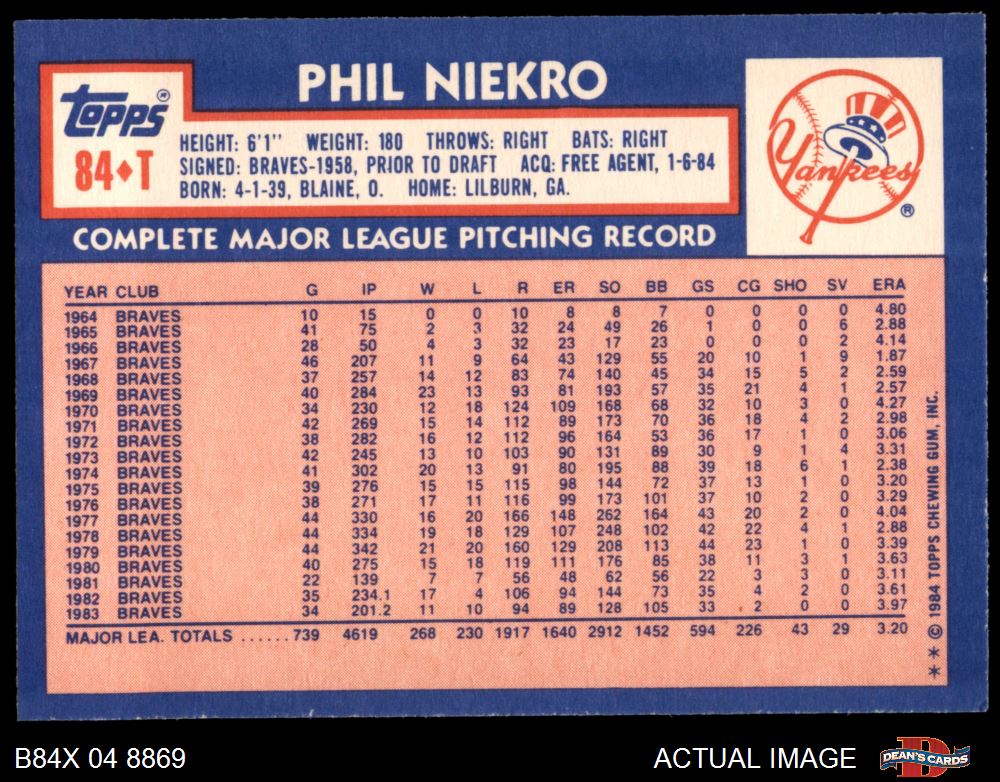 PHIL NIEKRO
TOPPS ®
84♦T
HEIGHT: 6'1" WEIGHT: 180 THROWS: RIGHT BATS: RIGHT
SIGNED: BRAVES-1958, PRIOR TO DRAFT ACQ: FREE AGENT, 1-6-84
BORN: 4-1-39, BLAINE, O. HOME: LILBURN, GA.
Yankees ®
COMPLETE MAJOR LEAGUE PITCHING RECORD
YEAR CLUB G IP W L R ER SO BB GS CG SHO SV ERA
1964 BRAVES 10 15 0 0 10 8 8 7 0 0 0 0 4.80
1965 BRAVES 41 75 2 3 32 24 49 26 1 0 0 6 2.88
1966 BRAVES 28 50 4 3 32 23 17 23 0 0 0 2 4.14
1967 BRAVES 46 207 11 9 64 43 129 55 20 10 1 9 1.87
1968 BRAVES 37 257 14 12 83 74 140 45 34 15 5 2 2.59
1969 BRAVES 40 284 23 13 93 81 193 57 35 21 4 1 2.57
1970 BRAVES 34 230 12 18 124 109 168 68 32 10 3 0 4.27
1971 BRAVES 42 269 15 14 112 89 173 70 36 18 4 2 2.98
1972 BRAVES 38 282 16 12 112 96 164 53 36 17 1 0 3.06
1973 BRAVES 42 245 13 10 103 90 131 89 30 9 1 4 3.31
1974 BRAVES 41 302 20 13 91 80 195 88 39 18 6 1 2.38
1975 BRAVES 39 276 15 15 115 98 144 72 37 13 1 0 3.20
1976 BRAVES 38 271 17 11 116 99 173 101 37 10 2 0 3.29
1977 BRAVES 44 330 16 20 166 148 262 164 43 20 2 0 4.04
1978 BRAVES 44 334 19 18 129 107 248 102 42 22 4 1 2.88
1979 BRAVES 44 342 21 20 160 129 208 113 44 23 1 0 3.39
1980 BRAVES 40 275 15 18 119 111 176 85 38 11 3 1 3.63
1981 BRAVES 22 139 7 7 56 48 62 56 22 3 3 0 3.11
1982 BRAVES 35 234.1 17 4 106 94 144 73 35 4 2 0 3.61
1983 BRAVES 34 201.2 11 10 94 89 128 105 33 2 0 0 3.97
MAJOR LEA. TOTALS ...... 739 4619 268 230 1917 1640 2912 1452 594 226 43 29 3.20
* * © 1984 TOPPS CHEWING GUM, INC.
B84X 04 8869
ACTUAL IMAGE
DEAN'S CARDS